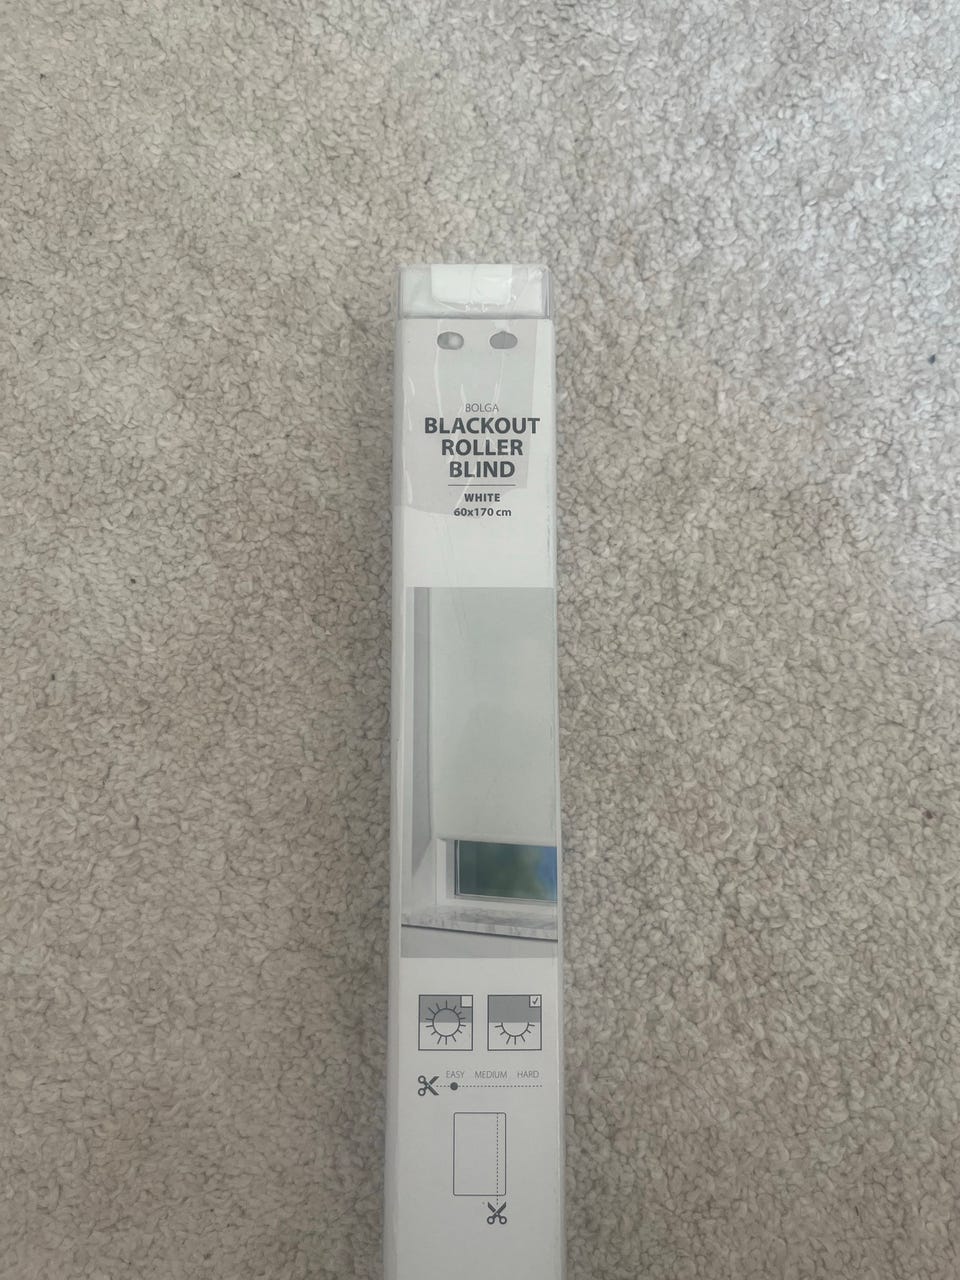 BOLGA
BLACKOUT
ROLLER
BLIND
WHITE
60x170 cm
EASY MEDIUM HARD